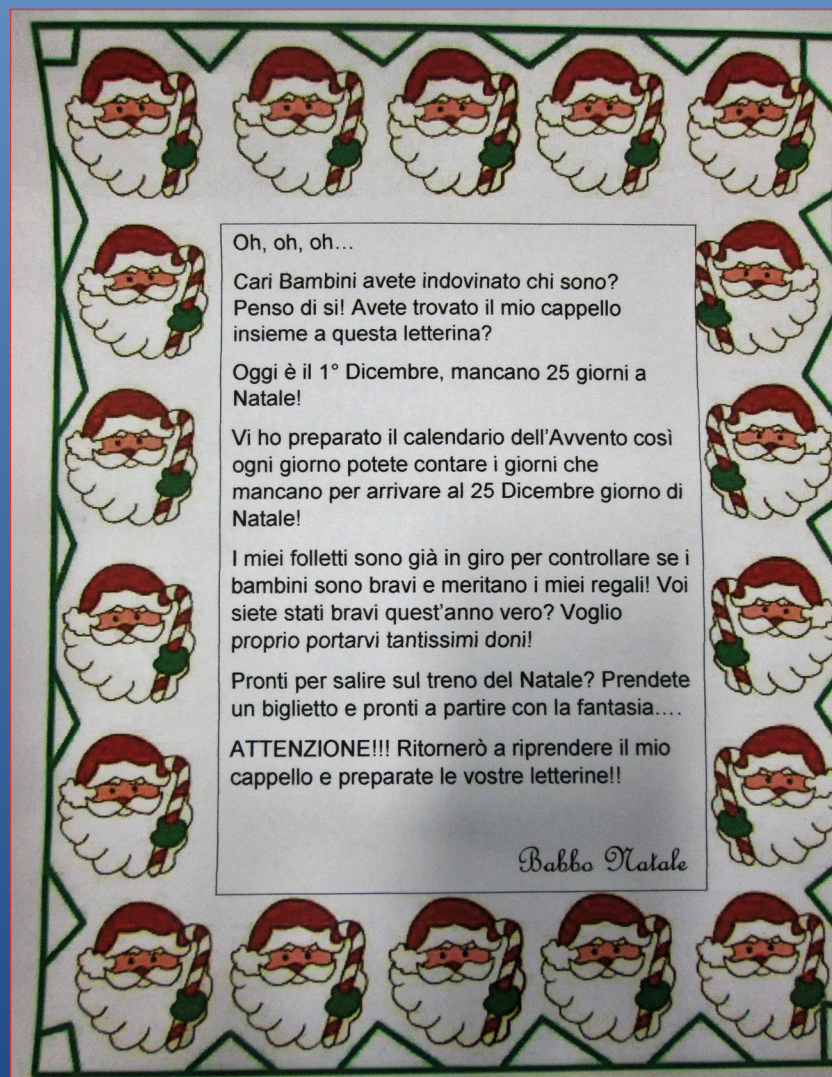 Oh, oh, oh…
Cari Bambini avete indovinato chi sono?
Penso di si! Avete trovato il mio cappello
insieme a questa letterina?
Oggi è il 1° Dicembre, mancano 25 giorni a
Natale!
Vi ho preparato il calendario dell'Avvento così
ogni giorno potete contare i giorni che
mancano per arrivare al 25 Dicembre giorno di
Natale!
I miei folletti sono già in giro per controllare se i
bambini sono bravi e meritano i miei regali! Voi
siete stati bravi quest'anno vero? Voglio
proprio portarvi tantissimi doni!
Pronti per salire sul treno del Natale? Prendete
un biglietto e pronti a partire con la fantasia….
ATTENZIONE!!! Ritornerò a riprendere il mio
cappello e preparate le vostre letterine!!
Babbo Natale